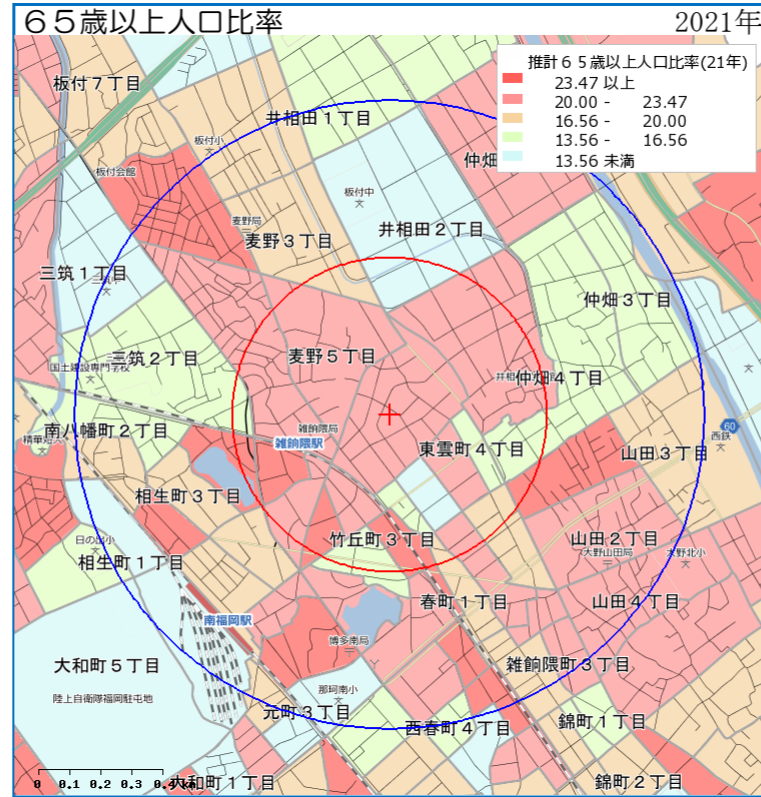 ６５歳以上人口比率
2021年
推計６５歳以上人口比率(21年)
23.47 以上
20.00 - 23.47
16.56 - 20.00
13.56 - 16.56
13.56 未満
板付７丁目
井相田１丁目
板付小
仲畑
板付会館
板付中
麦野局
井相田２丁目
麦野３丁目
三筑１丁目
仲畑３丁目
三筑２丁目
麦野５丁目
国土建設専門学校
仲畑４丁目
南八幡町２丁目
雑餉隈局
60
西鉄
雑餉隈駅
東雲町４丁目
山田３丁目
相生町３丁目
竹丘町３丁目
山田２丁目
日の出小
大野山田局
大野北小
相生町１丁目
春町１丁目
山田４丁目
南福岡駅
博多南局
雑餉隈町３丁目
大和町５丁目
那珂南小
陸上自衛隊福岡駐屯地
元町３丁目
西春町４丁目
錦町１丁目
0 0.1 0.2 0.3 0.4 km
大和町１丁目
錦町２丁目